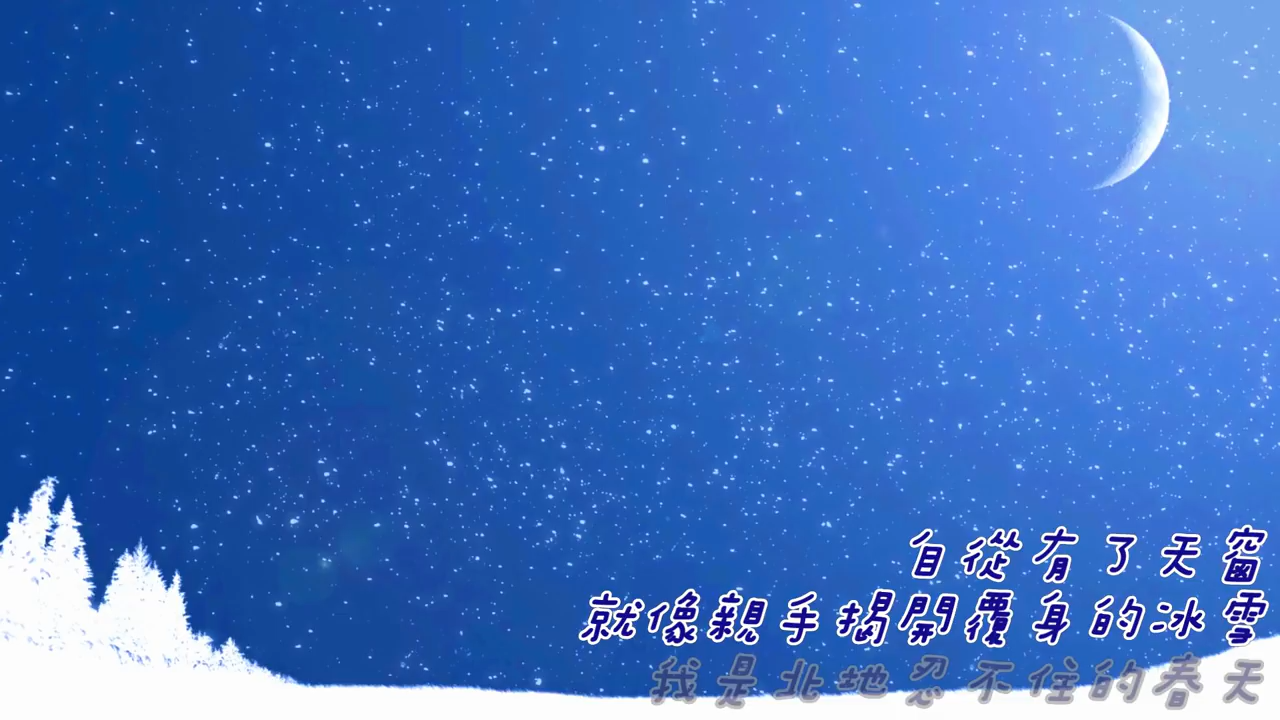 自從有了天窗
就像親手揭開覆身的冰雪
我是北地忍不住的春天